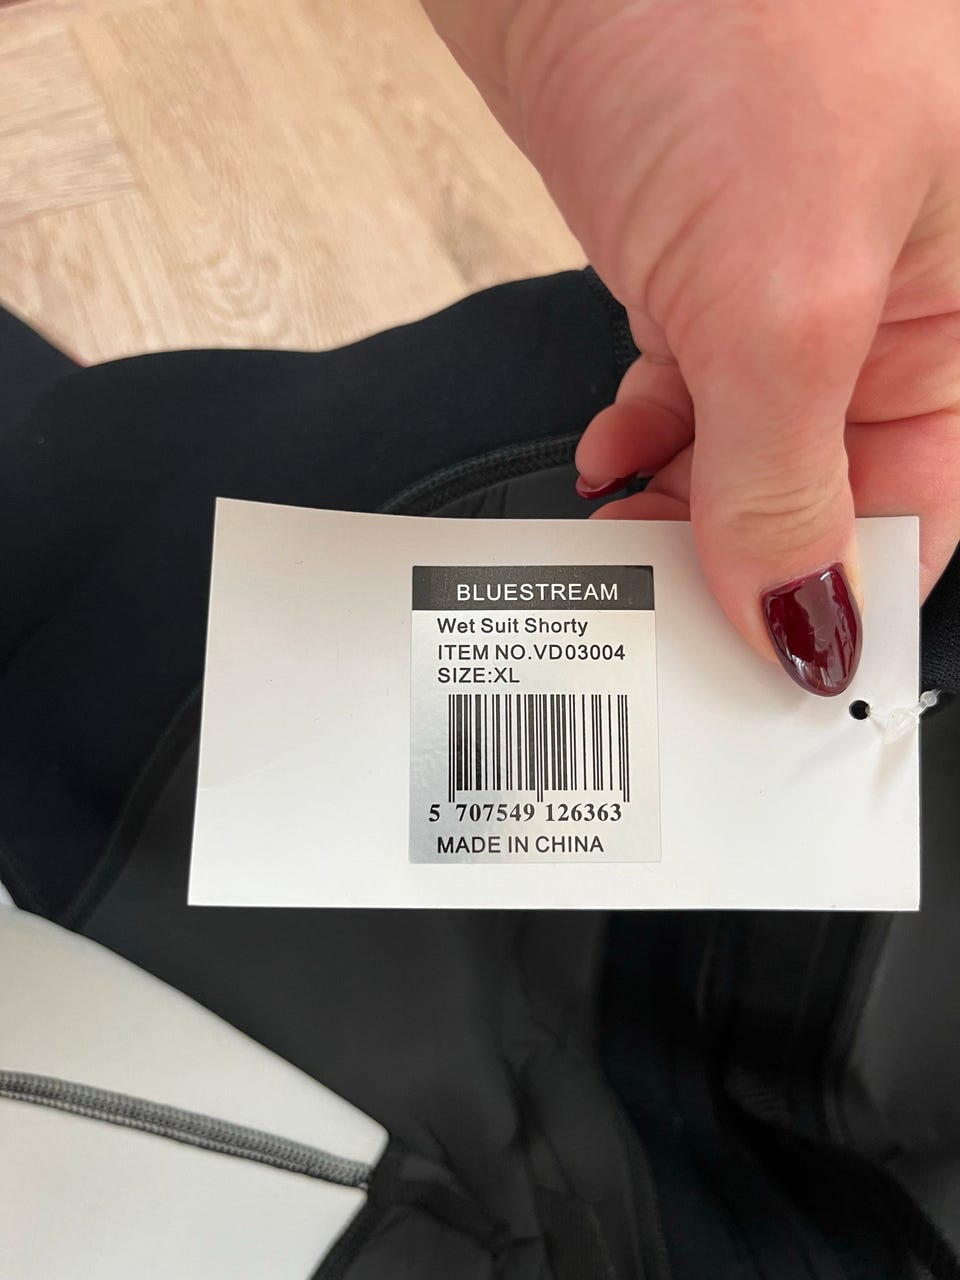 BLUESTREAM
Wet Suit Shorty
ITEM NO.VD03004
SIZE:XL
5 707549 126363
MADE IN CHINA